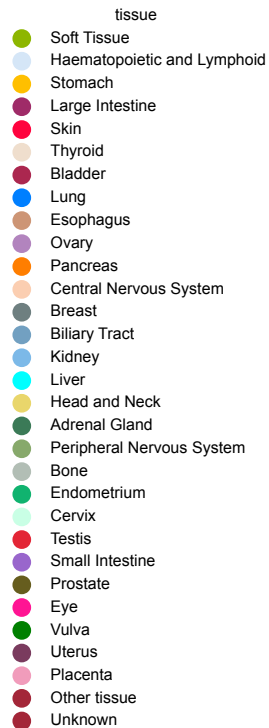 tissue
Soft Tissue
Haematopoietic and Lymphoid
Stomach
Large Intestine
Skin
Thyroid
Bladder
Lung
Esophagus
Ovary
Pancreas
Central Nervous System
Breast
Biliary Tract
Kidney
Liver
Head and Neck
Adrenal Gland
Peripheral Nervous System
Bone
Endometrium
Cervix
Testis
Small Intestine
Prostate
Eye
Vulva
Uterus
Placenta
Other tissue
Unknown